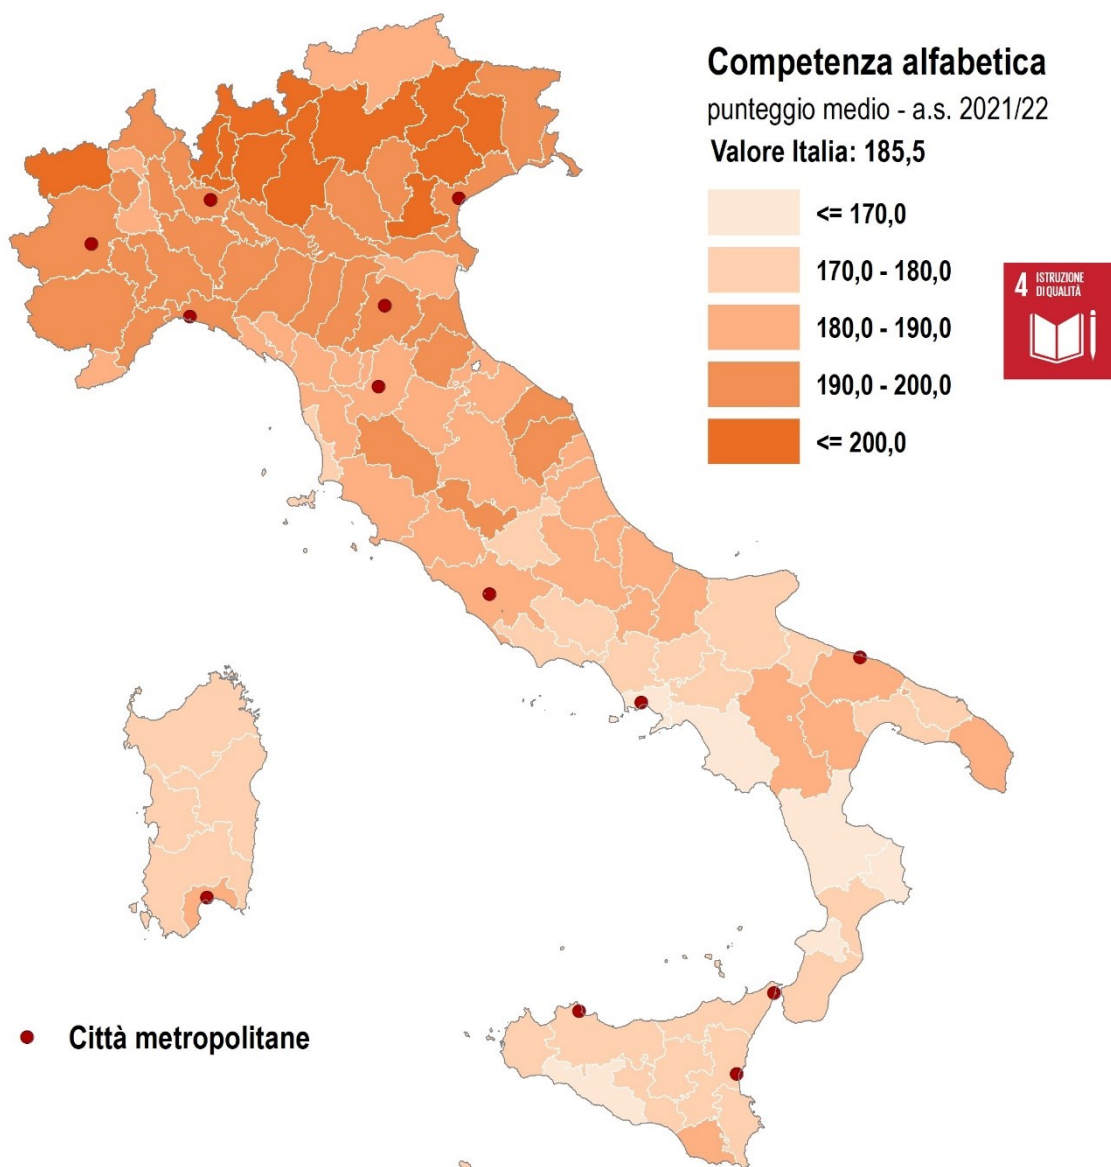 Competenza alfabetica
punteggio medio - a.s. 2021/22
Valore Italia: 185,5
<= 170,0
170,0 - 180,0
180,0 - 190,0
190,0 - 200,0
<= 200,0
4 ISTRUZIONE
DI QUALITÀ
Città metropolitane